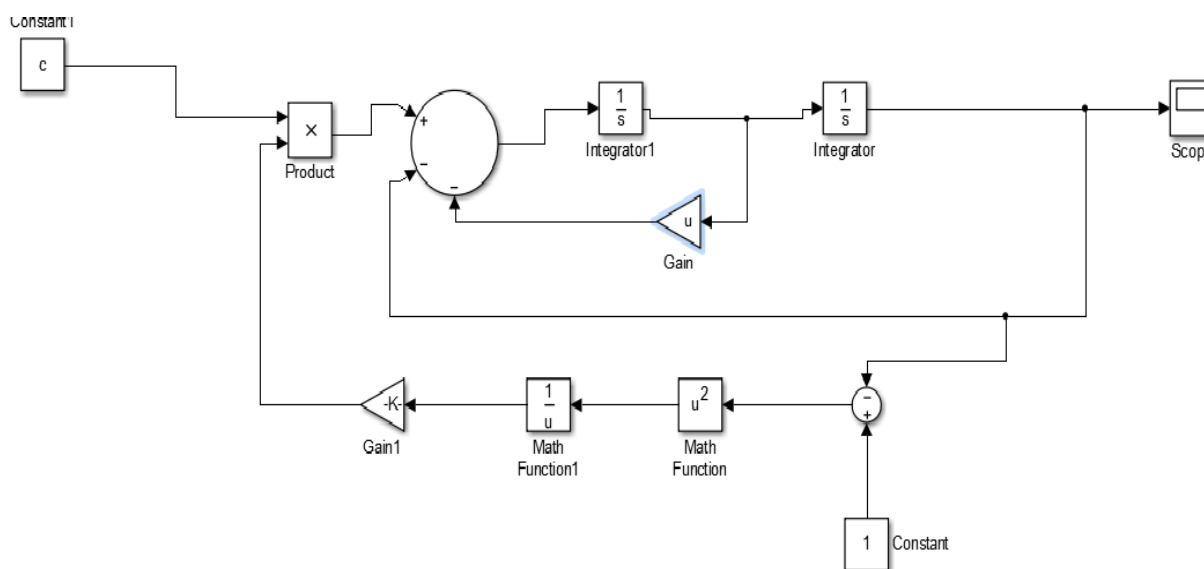 Constant1
c
×
Product
+
−
−
1
s
Integrator1
1
s
Integrator
Scop
u
Gain
-K-
Gain1
1
u
Math
Function1
u2
Math
Function
−
+
1
Constant